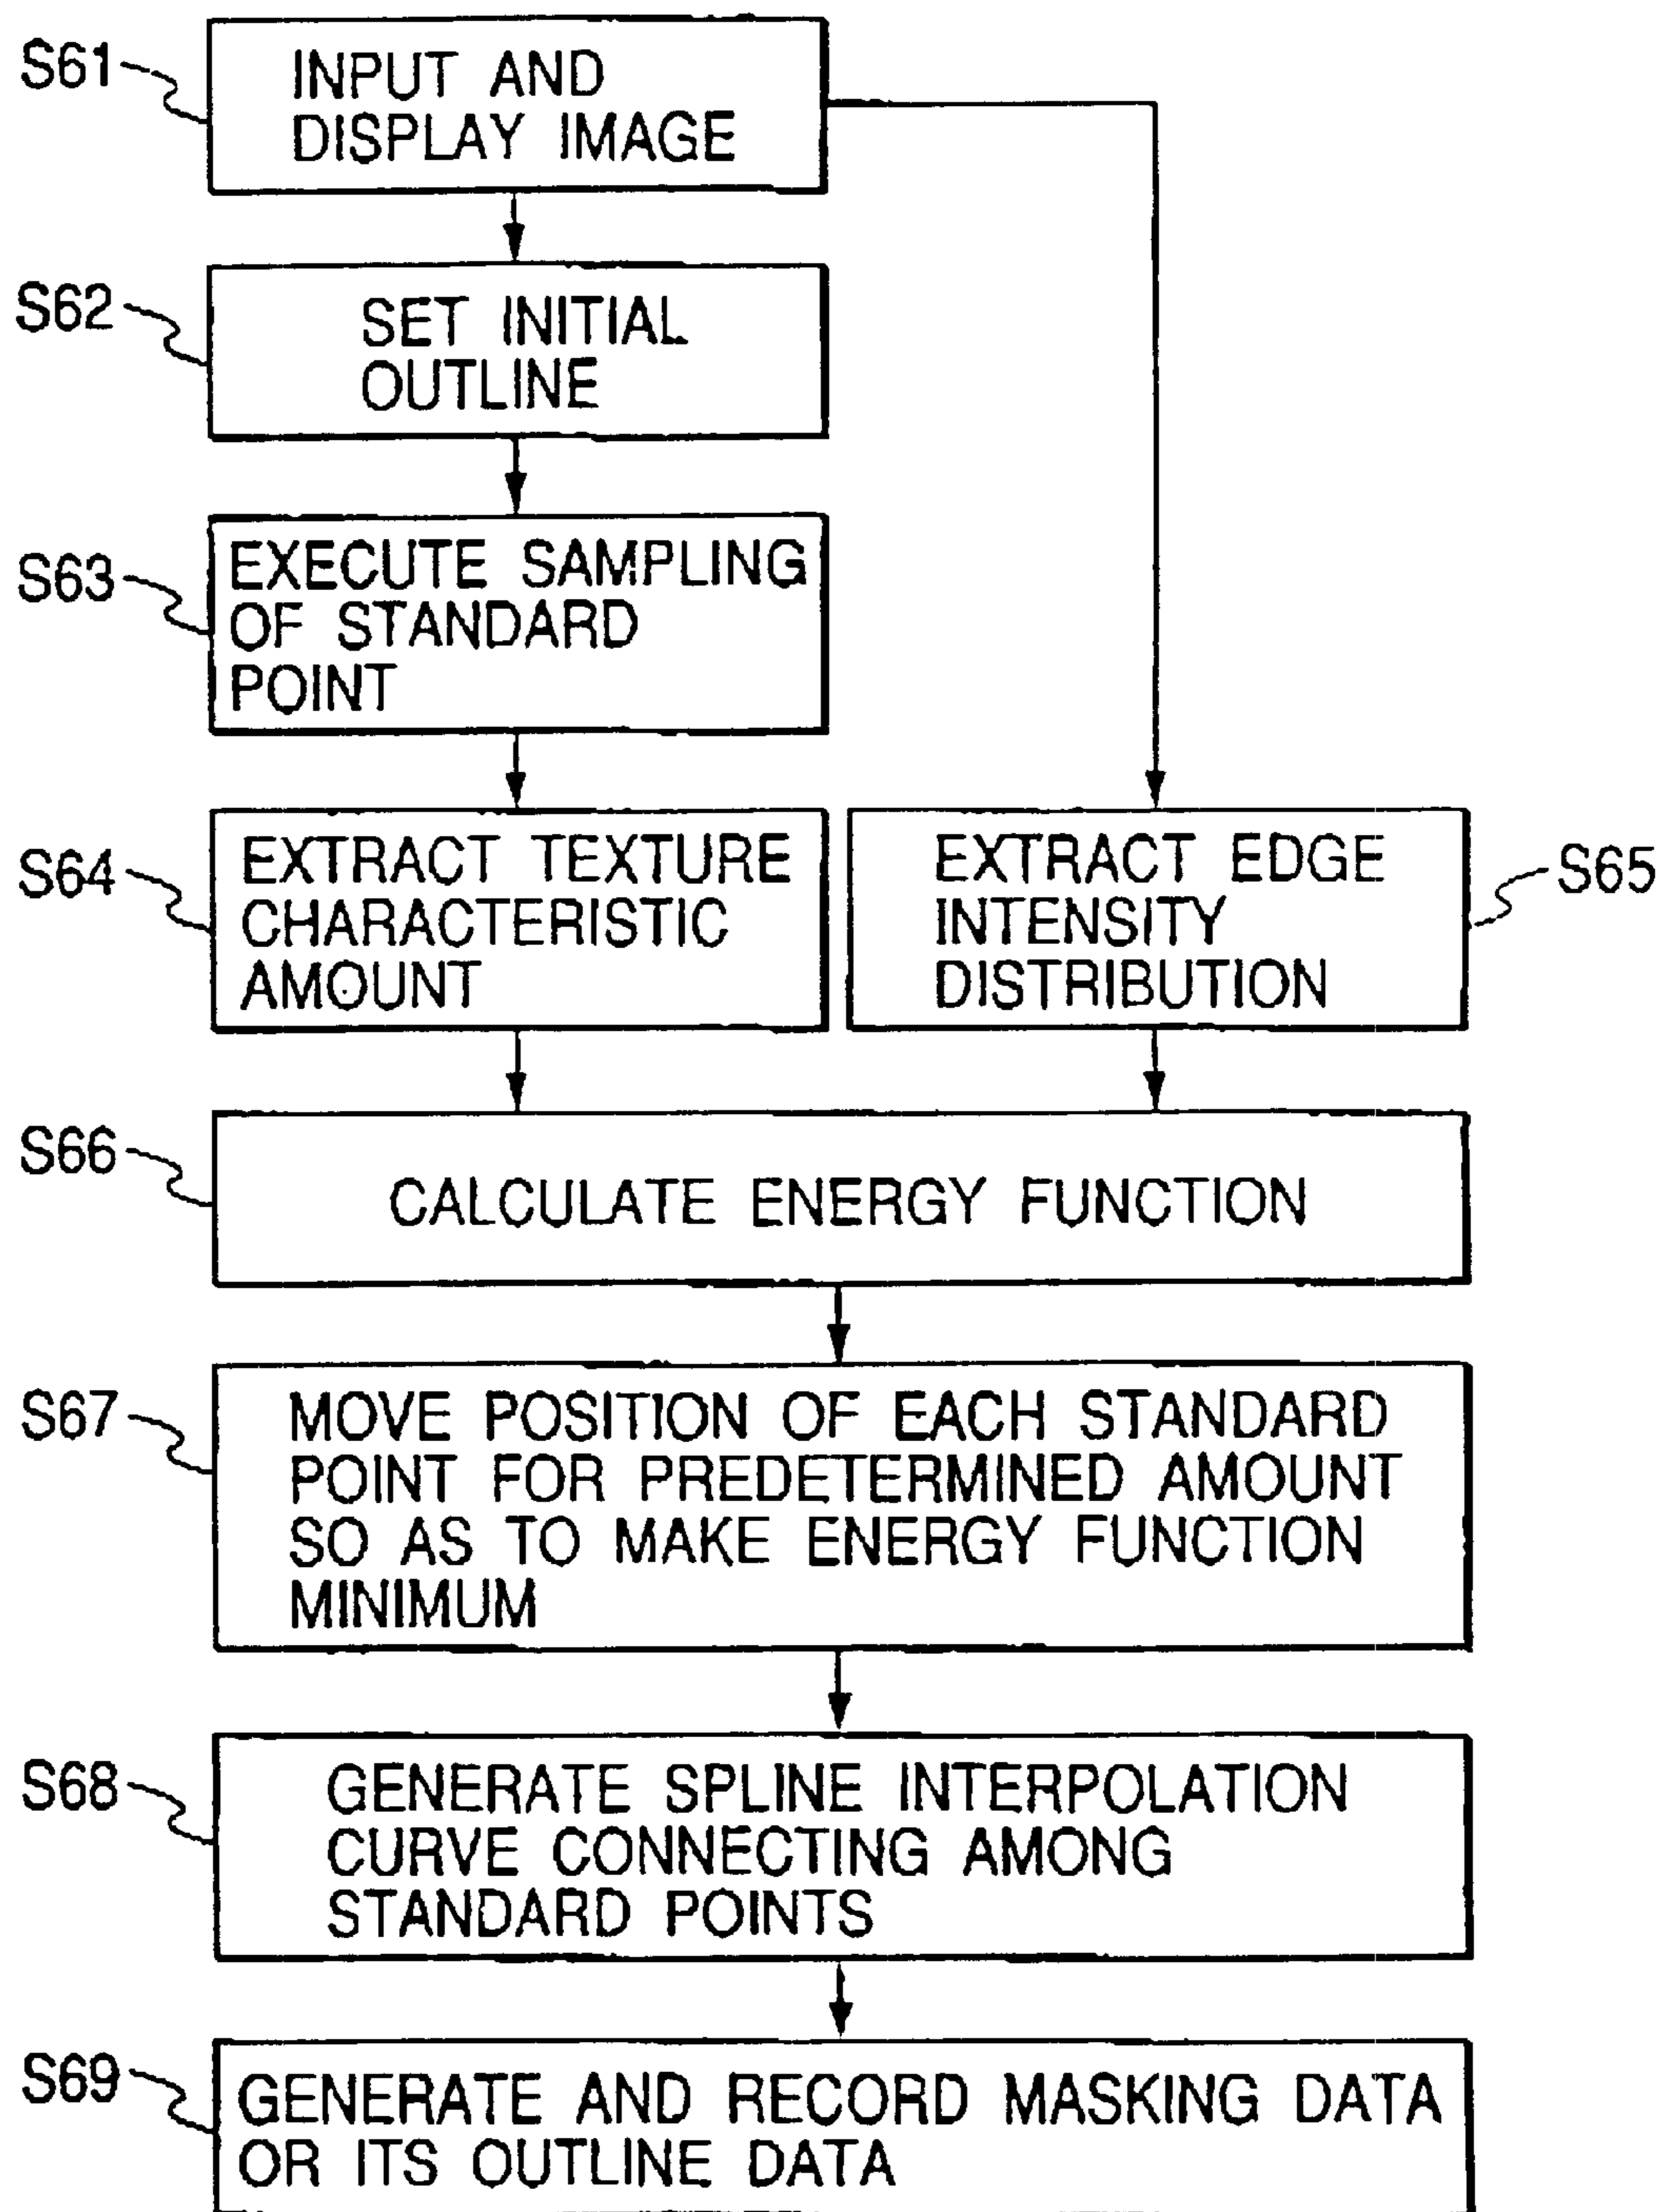 S61
INPUT AND
DISPLAY IMAGE
S62
SET INITIAL
OUTLINE
S63
EXECUTE SAMPLING
OF STANDARD
POINT
S64
EXTRACT TEXTURE
CHARACTERISTIC
AMOUNT
EXTRACT EDGE
INTENSITY
DISTRIBUTION
S65
S66
CALCULATE ENERGY FUNCTION
S67
MOVE POSITION OF EACH STANDARD
POINT FOR PREDETERMINED AMOUNT
SO AS TO MAKE ENERGY FUNCTION
MINIMUM
S68
GENERATE SPLINE INTERPOLATION
CURVE CONNECTING AMONG
STANDARD POINTS
S69
GENERATE AND RECORD MASKING DATA
OR ITS OUTLINE DATA